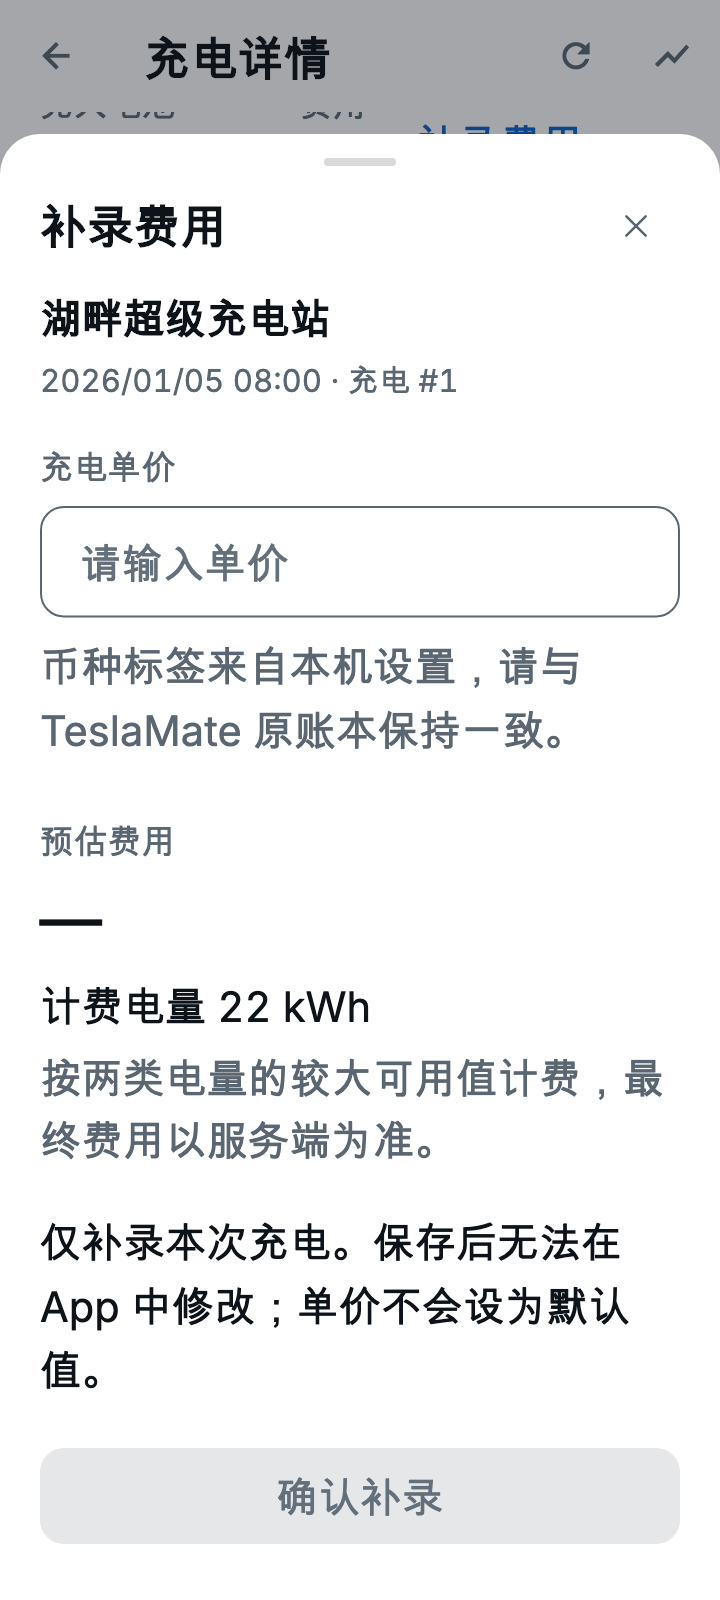 充电详情
补录费用
补录费用
湖畔超级充电站
2026/01/05 08:00 · 充电 #1
充电单价
请输入单价
币种标签来自本机设置，请与
TeslaMate 原账本保持一致。
预估费用
—
计费电量 22 kWh
按两类电量的较大可用值计费，最
终费用以服务端为准。
仅补录本次充电。保存后无法在
App 中修改；单价不会设为默认
值。
确认补录